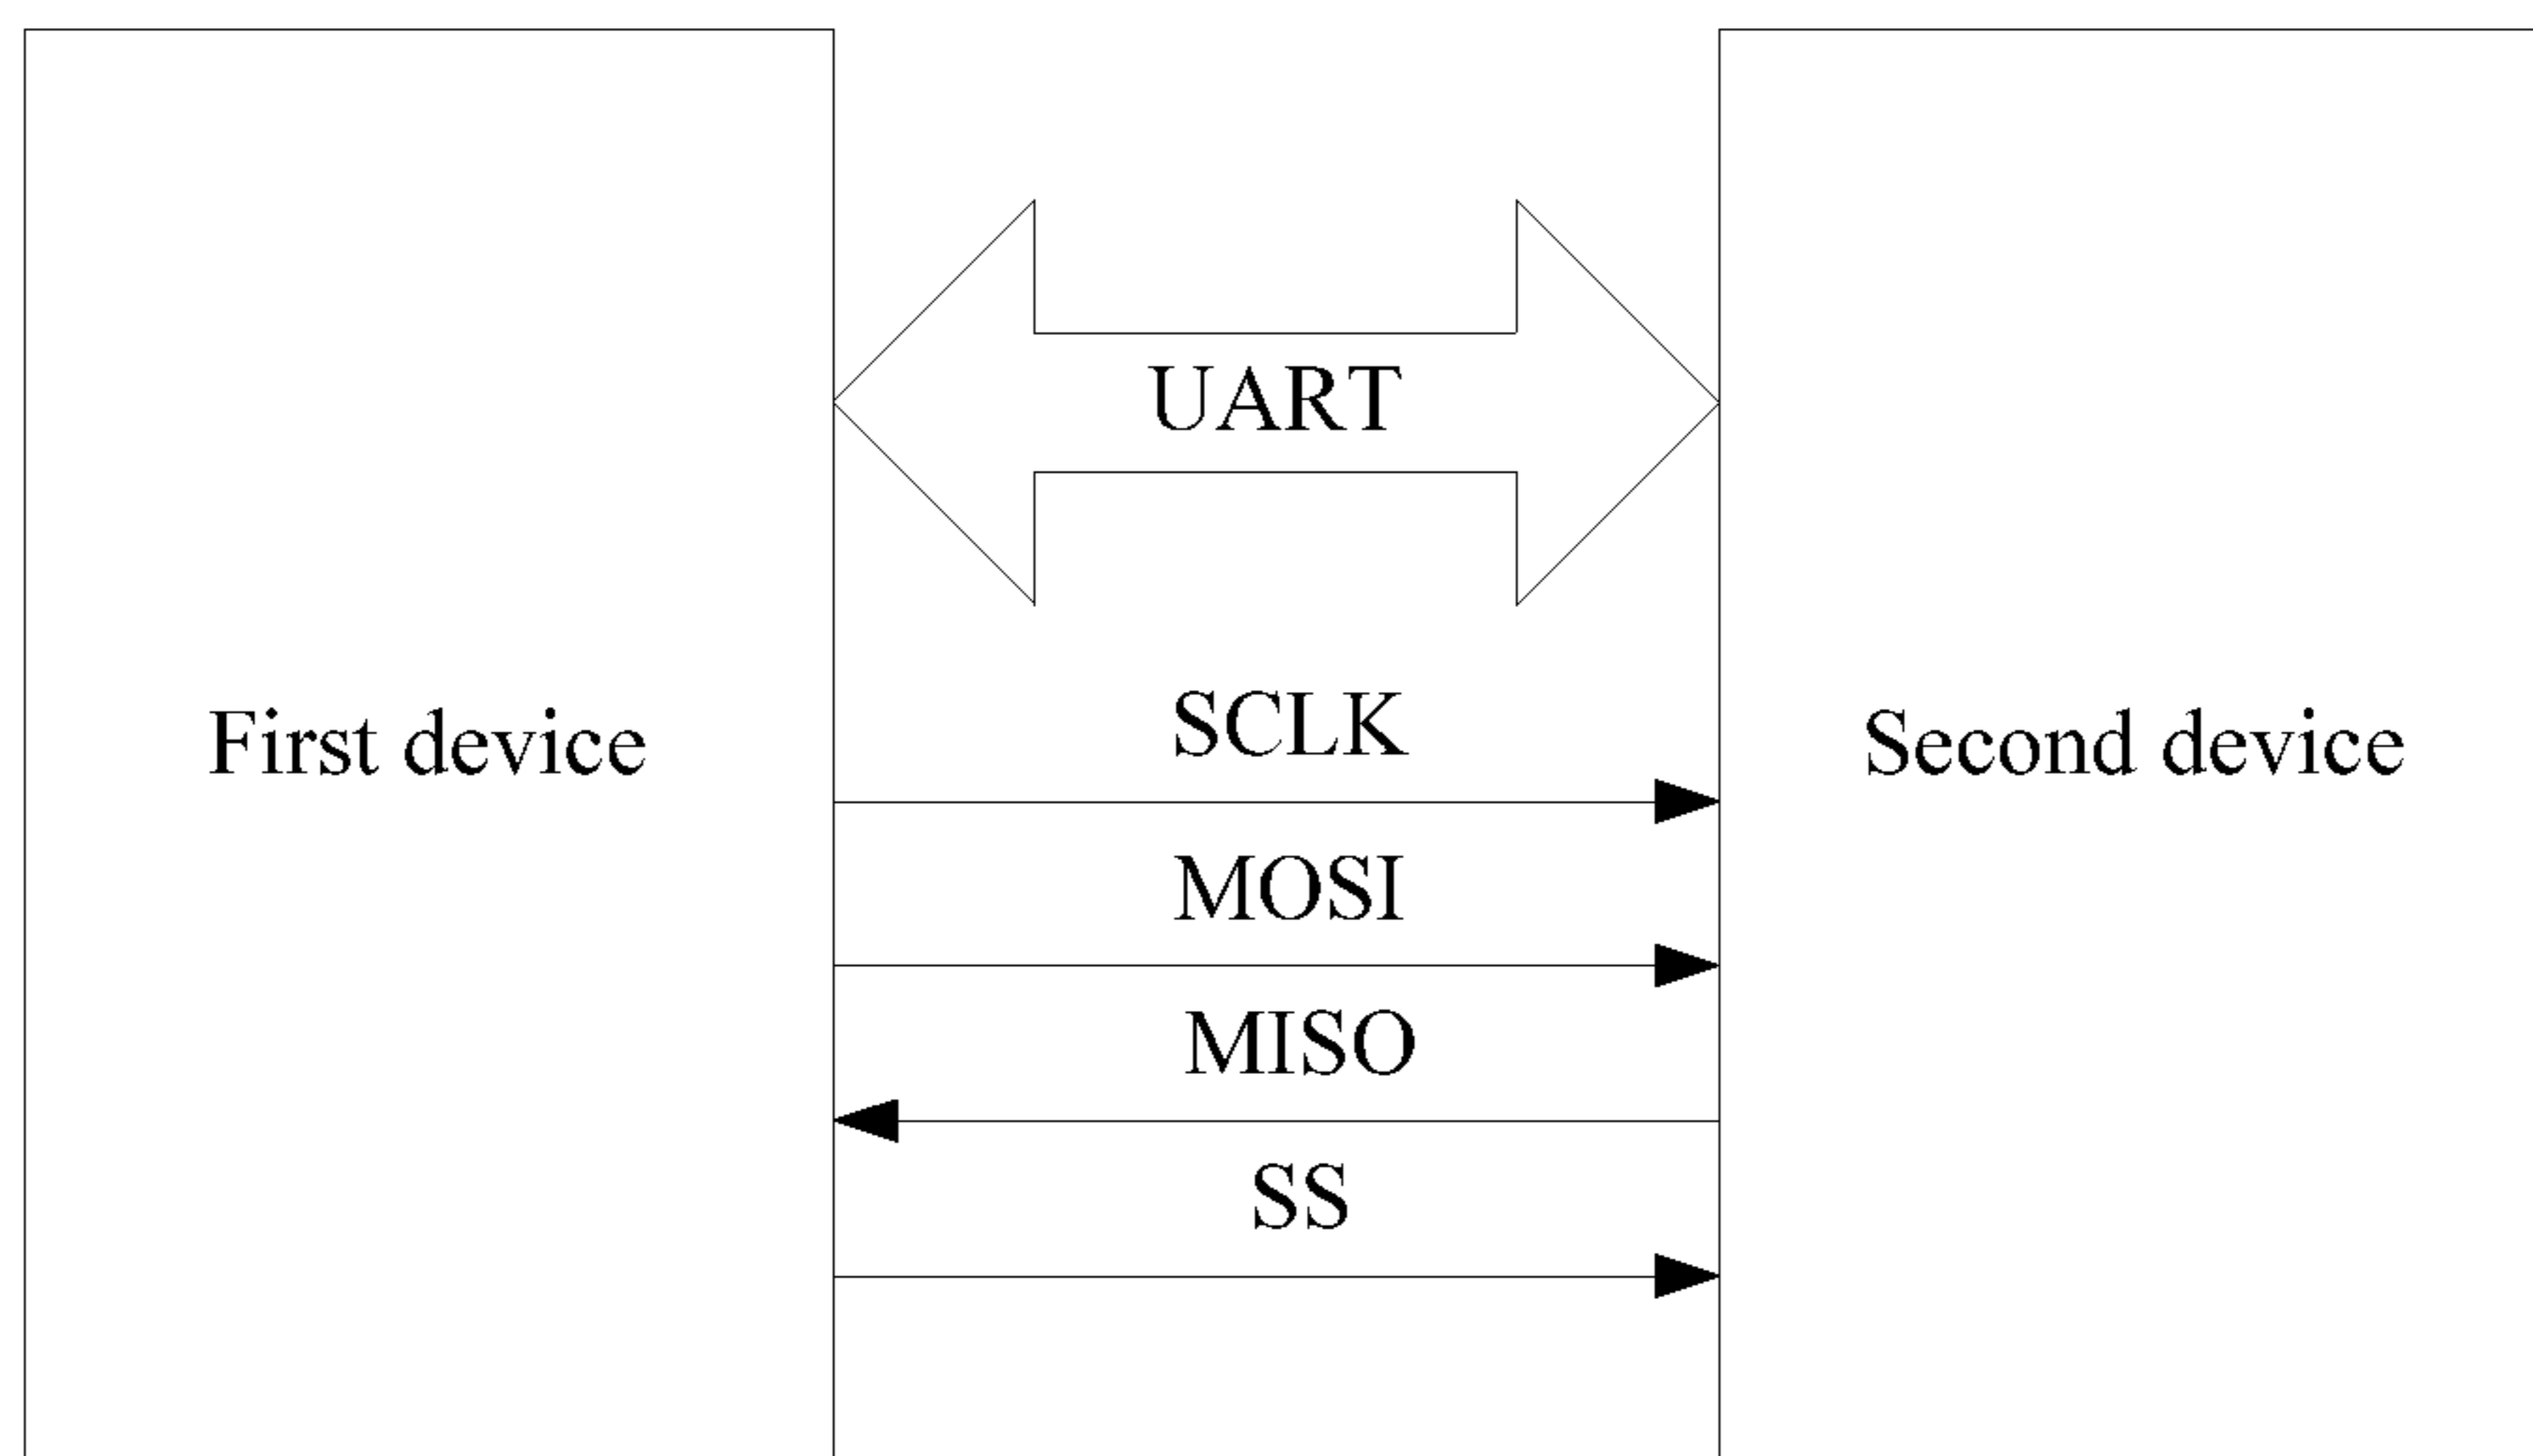 UART
First device
SCLK
Second device
MOSI
MISO
SS